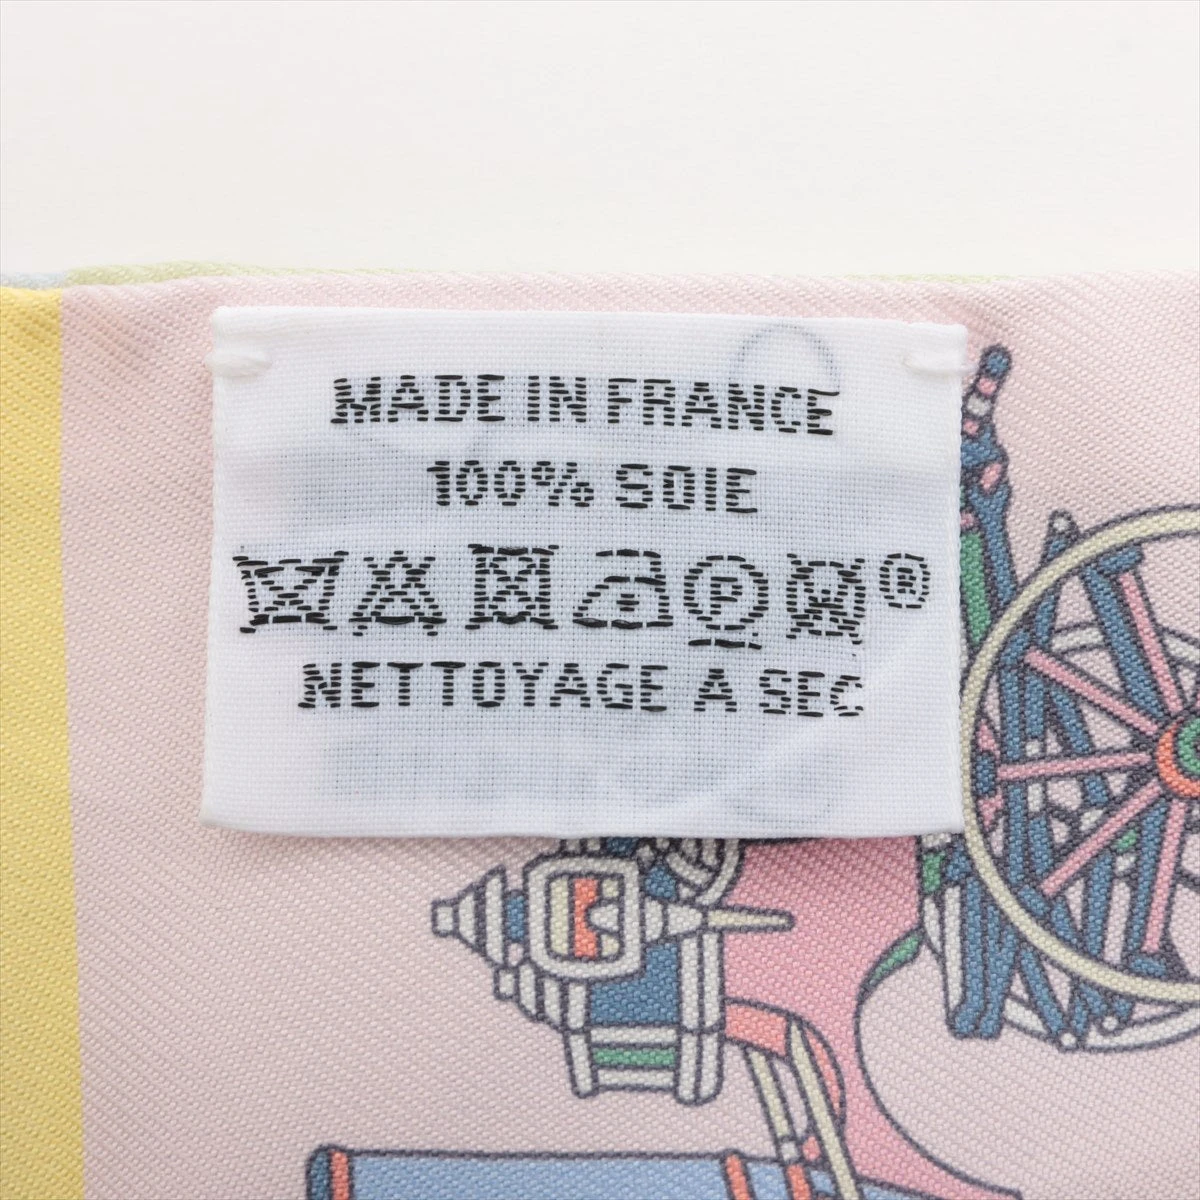 MADE IN FRANCE
100% SOIE
P ®
NETTOYAGE A SEC